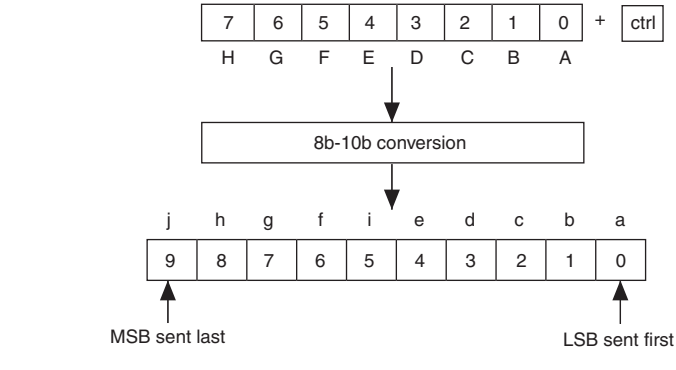 7 6 5 4 3 2 1 0 + ctrl
H G F E D C B A
8b-10b conversion
j h g f i e d c b a
9 8 7 6 5 4 3 2 1 0
MSB sent last LSB sent first